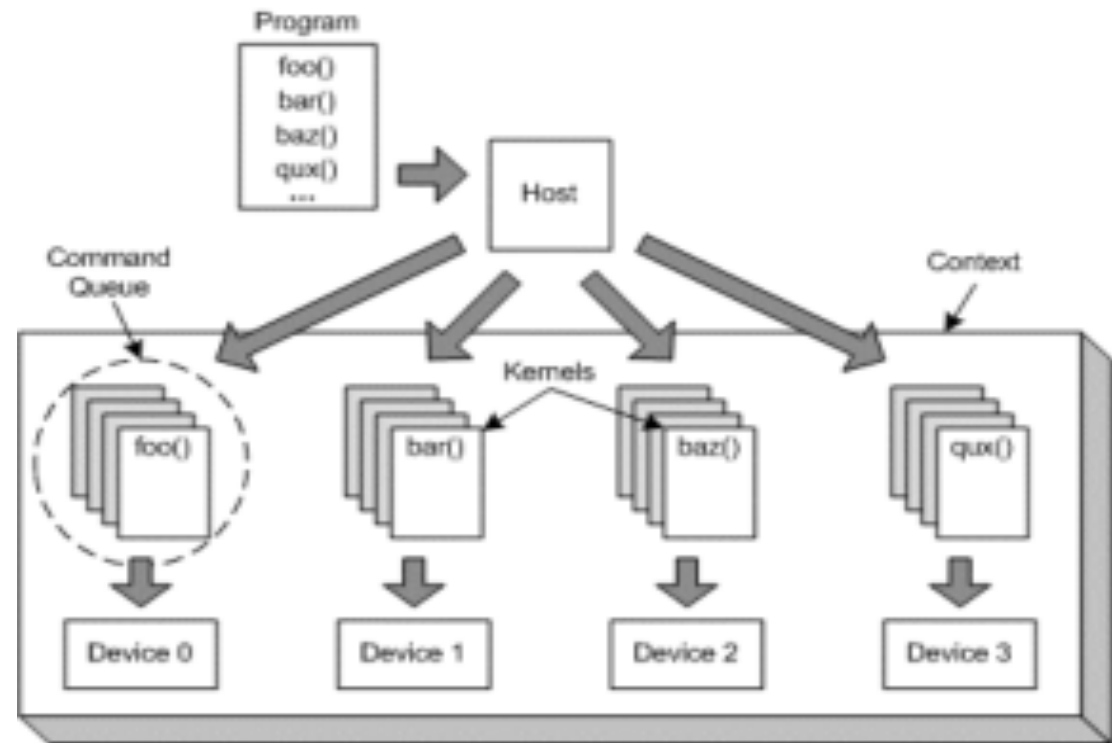 Program
foo()
bar()
baz()
qux()
...
Host
Command
Queue
Context
Kernels
foo()
bar()
baz()
qux()
Device 0
Device 1
Device 2
Device 3